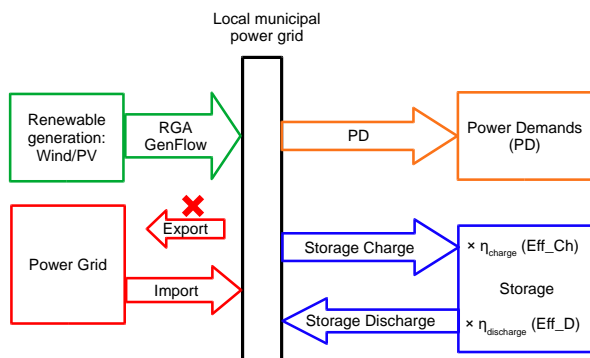 Local municipal
power grid
Renewable
generation:
Wind/PV
RGA
GenFlow
PD
Power Demands
(PD)
Export
Power Grid
Import
Storage Charge
× ηcharge (Eff_Ch)
Storage
Storage Discharge
× ηdischarge (Eff_D)